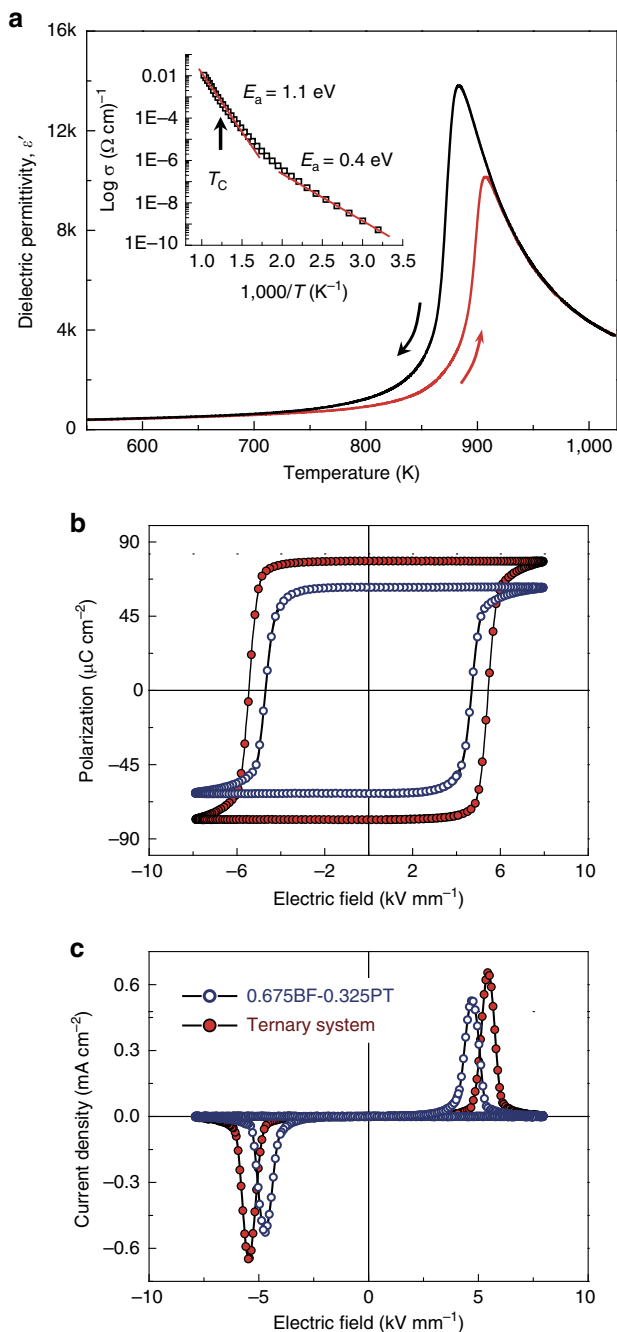 a
16k
12k
8k
4k
0
Dielectric permittivity, ε′
0.01
1E−4
1E−6
1E−8
1E−10
Log σ (Ω cm)⁻¹
Eₐ = 1.1 eV
Eₐ = 0.4 eV
T_C
1.0 1.5 2.0 2.5 3.0 3.5
1,000/T (K⁻¹)
600 700 800 900 1,000
Temperature (K)
b
90
45
0
−45
−90
Polarization (μC cm⁻²)
−10 −6 −2 2 6 10
Electric field (kV mm⁻¹)
c
0.6
0.3
0.0
−0.3
−0.6
Current density (mA cm⁻²)
0.675BF-0.325PT
Ternary system
−10 −5 0 5 10
Electric field (kV mm⁻¹)